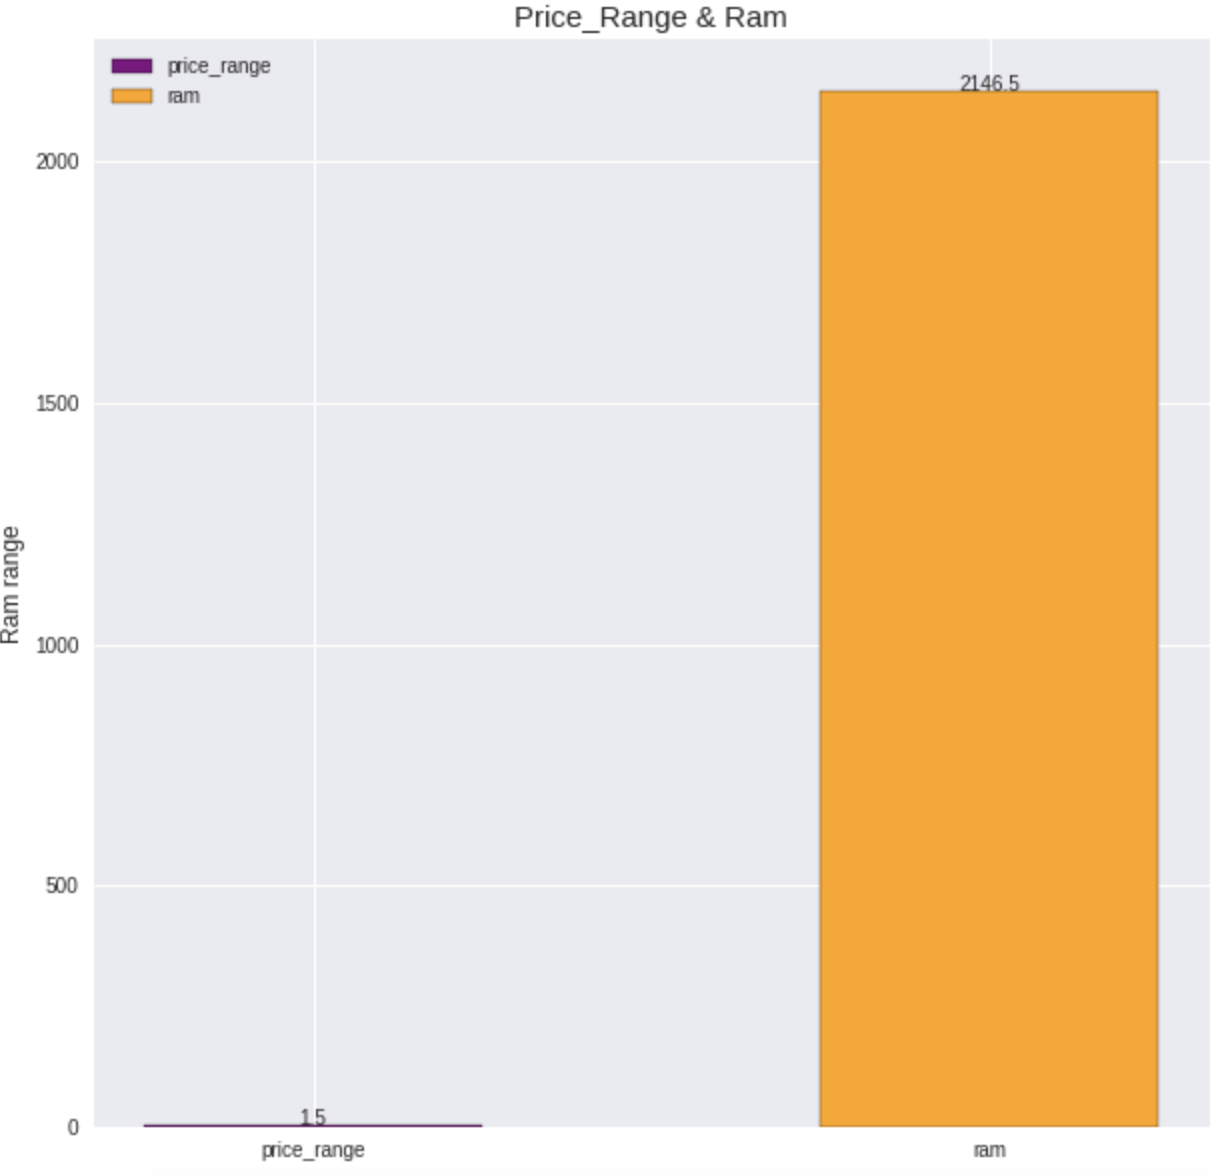 Price_Range & Ram
price_range
ram
2146.5
2000
1500
1000
500
0
Ram range
1.5
price_range
ram